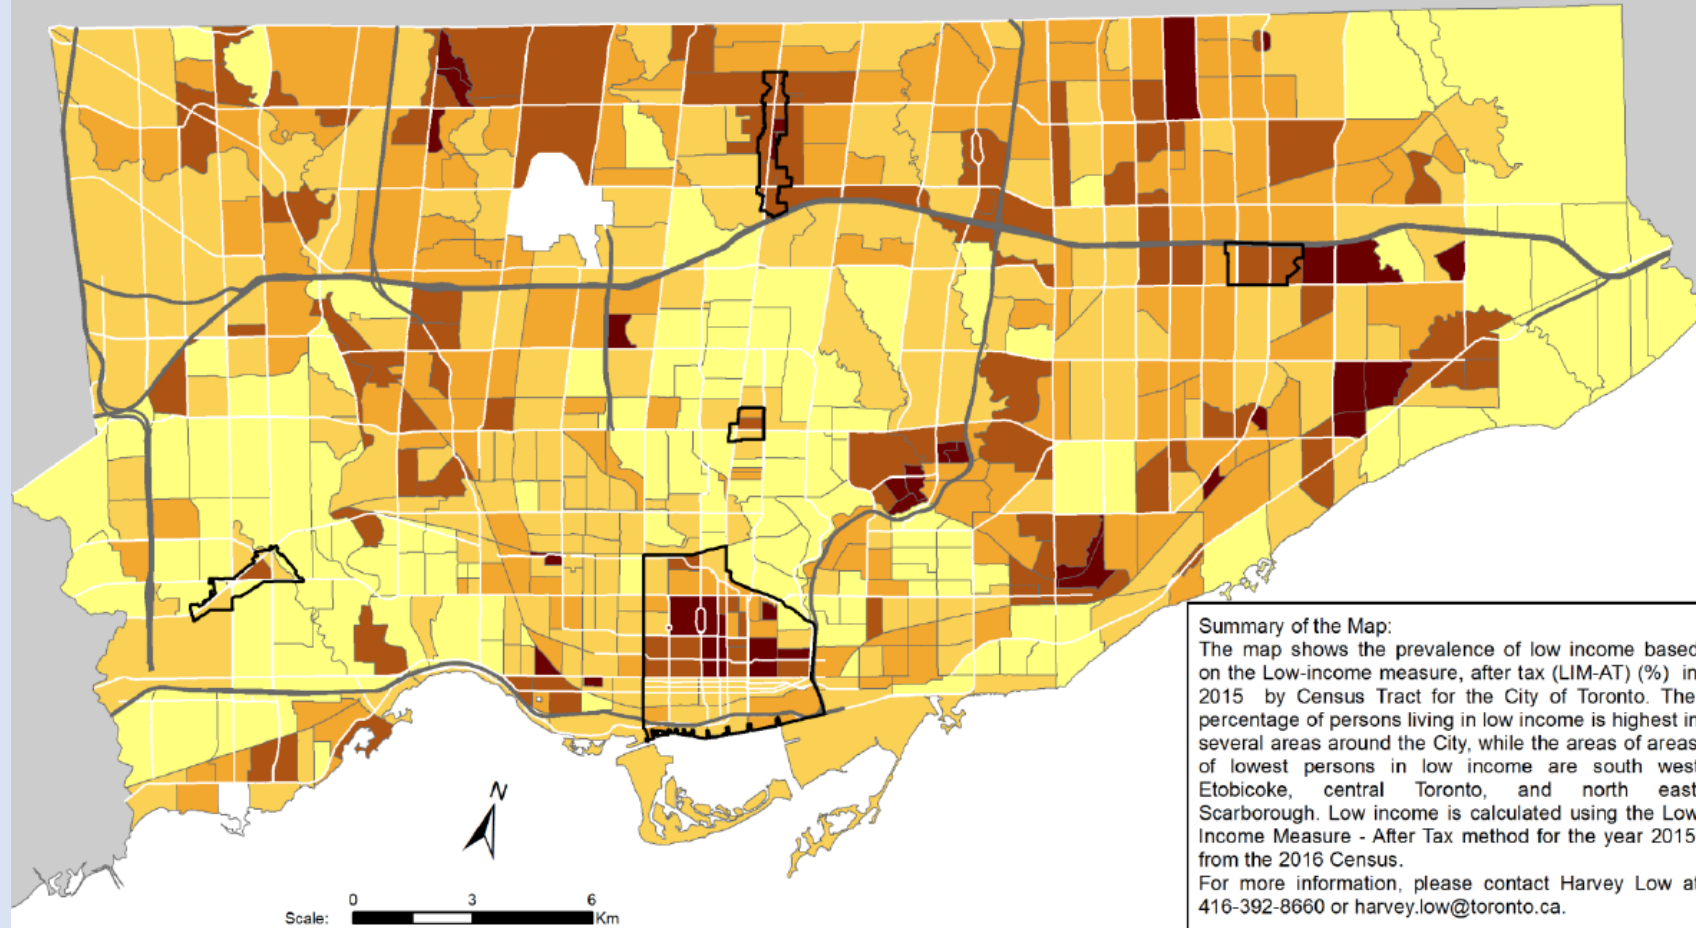 N
Scale:
0 3 6
Km
Summary of the Map:
The map shows the prevalence of low income based
on the Low-income measure, after tax (LIM-AT) (%) in
2015 by Census Tract for the City of Toronto. The
percentage of persons living in low income is highest in
several areas around the City, while the areas of areas
of lowest persons in low income are south west
Etobicoke, central Toronto, and north east
Scarborough. Low income is calculated using the Low
Income Measure - After Tax method for the year 2015
from the 2016 Census.
For more information, please contact Harvey Low at
416-392-8660 or harvey.low@toronto.ca.